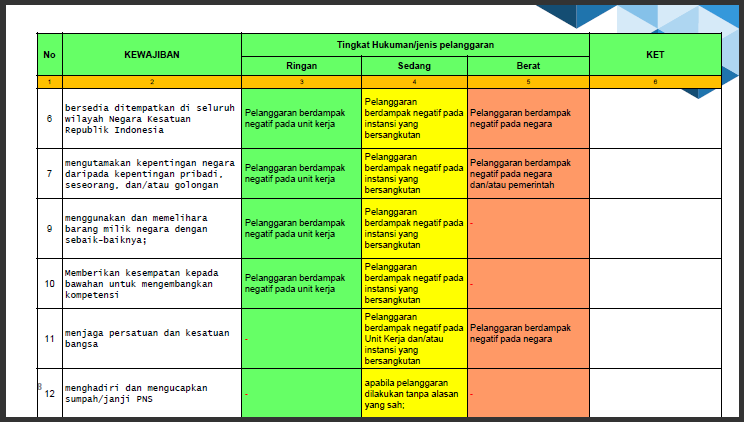 No
KEWAJIBAN
Tingkat Hukuman/jenis pelanggaran
KET
Ringan
Sedang
Berat
1
2
3
4
5
6
6
bersedia ditempatkan di seluruh
wilayah Negara Kesatuan
Republik Indonesia
Pelanggaran berdampak
negatif pada unit kerja
Pelanggaran
berdampak negatif pada
instansi yang
bersangkutan
Pelanggaran berdampak
negatif pada negara
7
mengutamakan kepentingan negara
daripada kepentingan pribadi,
seseorang, dan/atau golongan
Pelanggaran berdampak
negatif pada unit kerja
Pelanggaran
berdampak negatif pada
instansi yang
bersangkutan
Pelanggaran berdampak
negatif pada negara
dan/atau pemerintah
9
menggunakan dan memelihara
barang milik negara dengan
sebaik-baiknya;
Pelanggaran berdampak
negatif pada unit kerja
Pelanggaran
berdampak negatif pada
instansi yang
bersangkutan
-
10
Memberikan kesempatan kepada
bawahan untuk mengembangkan
kompetensi
Pelanggaran berdampak
negatif pada unit kerja
Pelanggaran
berdampak negatif pada
instansi yang
bersangkutan
-
11
menjaga persatuan dan kesatuan
bangsa
-
Pelanggaran
berdampak negatif pada
Unit Kerja dan/atau
instansi yang
bersangkutan
Pelanggaran berdampak
negatif pada negara
8
12
menghadiri dan mengucapkan
sumpah/janji PNS
-
apabila pelanggaran
dilakukan tanpa alasan
yang sah;
-